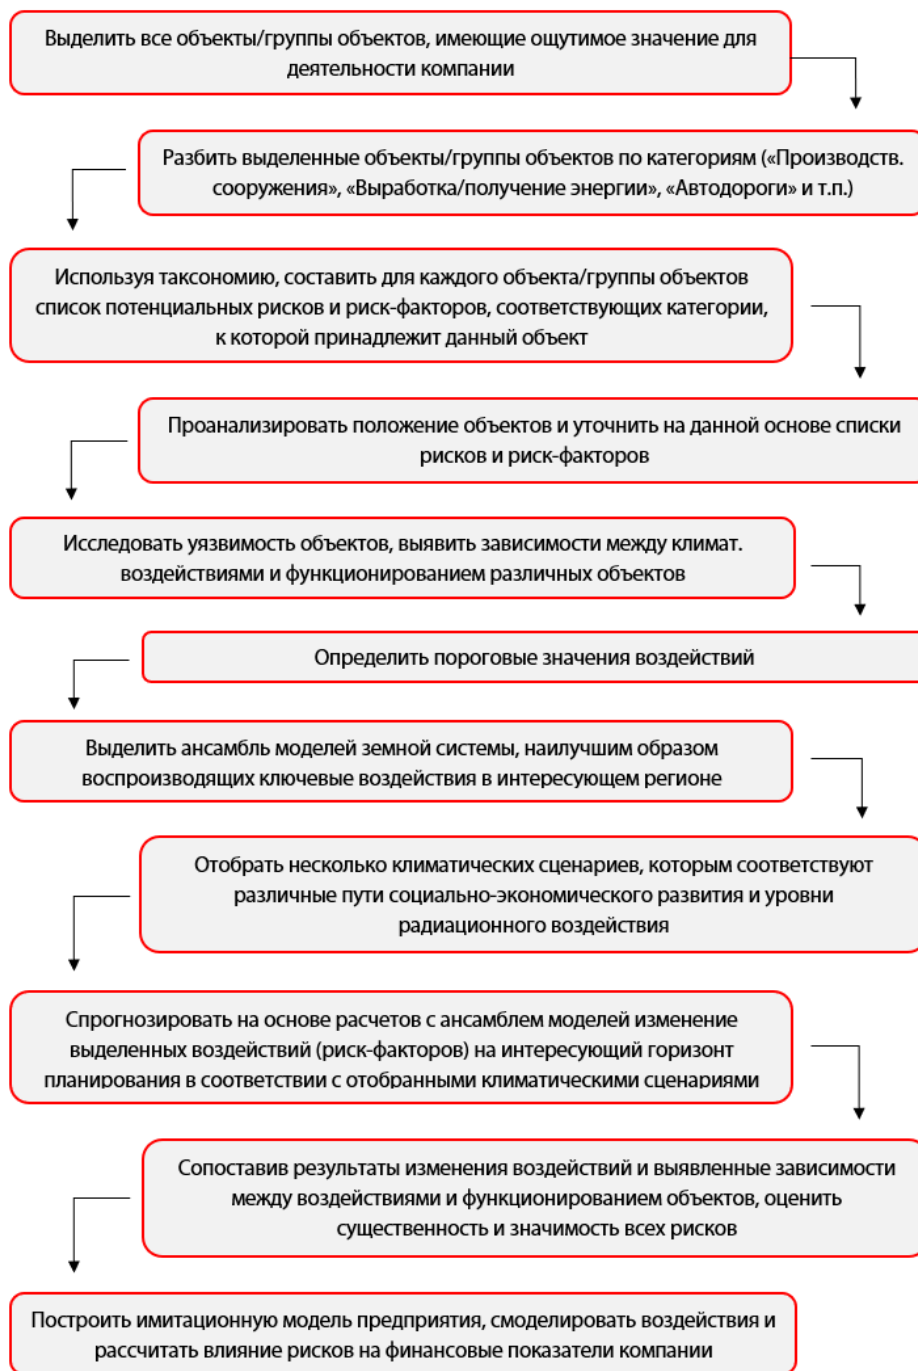 Выделить все объекты/группы объектов, имеющие ощутимое значение для
деятельности компании
Разбить выделенные объекты/группы объектов по категориям («Производств.
сооружения», «Выработка/получение энергии», «Автодороги» и т.п.)
Используя таксономию, составить для каждого объекта/группы объектов
список потенциальных рисков и риск-факторов, соответствующих категории,
к которой принадлежит данный объект
Проанализировать положение объектов и уточнить на данной основе списки
рисков и риск-факторов
Исследовать уязвимость объектов, выявить зависимости между климат.
воздействиями и функционированием различных объектов
Определить пороговые значения воздействий
Выделить ансамбль моделей земной системы, наилучшим образом
воспроизводящих ключевые воздействия в интересующем регионе
Отобрать несколько климатических сценариев, которым соответствуют
различные пути социально-экономического развития и уровни
радиационного воздействия
Спрогнозировать на основе расчетов с ансамблем моделей изменение
выделенных воздействий (риск-факторов) на интересующий горизонт
планирования в соответствии с отобранными климатическими сценариями
Сопоставив результаты изменения воздействий и выявленные зависимости
между воздействиями и функционированием объектов, оценить
существенность и значимость всех рисков
Построить имитационную модель предприятия, смоделировать воздействия и
рассчитать влияние рисков на финансовые показатели компании